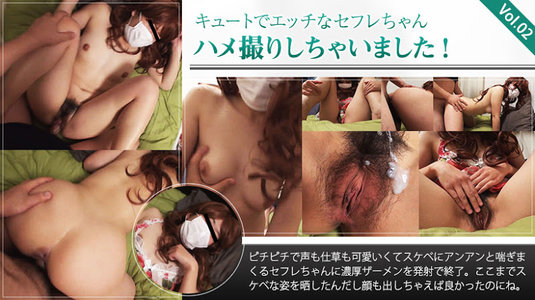 キュートでエッチなセフレちゃん
ハメ撮りしちゃいました!
Vol.02
ピチピチで声も仕草も可愛いくてスケベにアンアンと喘ぎま
くるセフレちゃんに濃厚ザーメンを発射で終了。ここまでス
ケベな姿を晒したんだし顔も出しちゃえば良かったのにね。